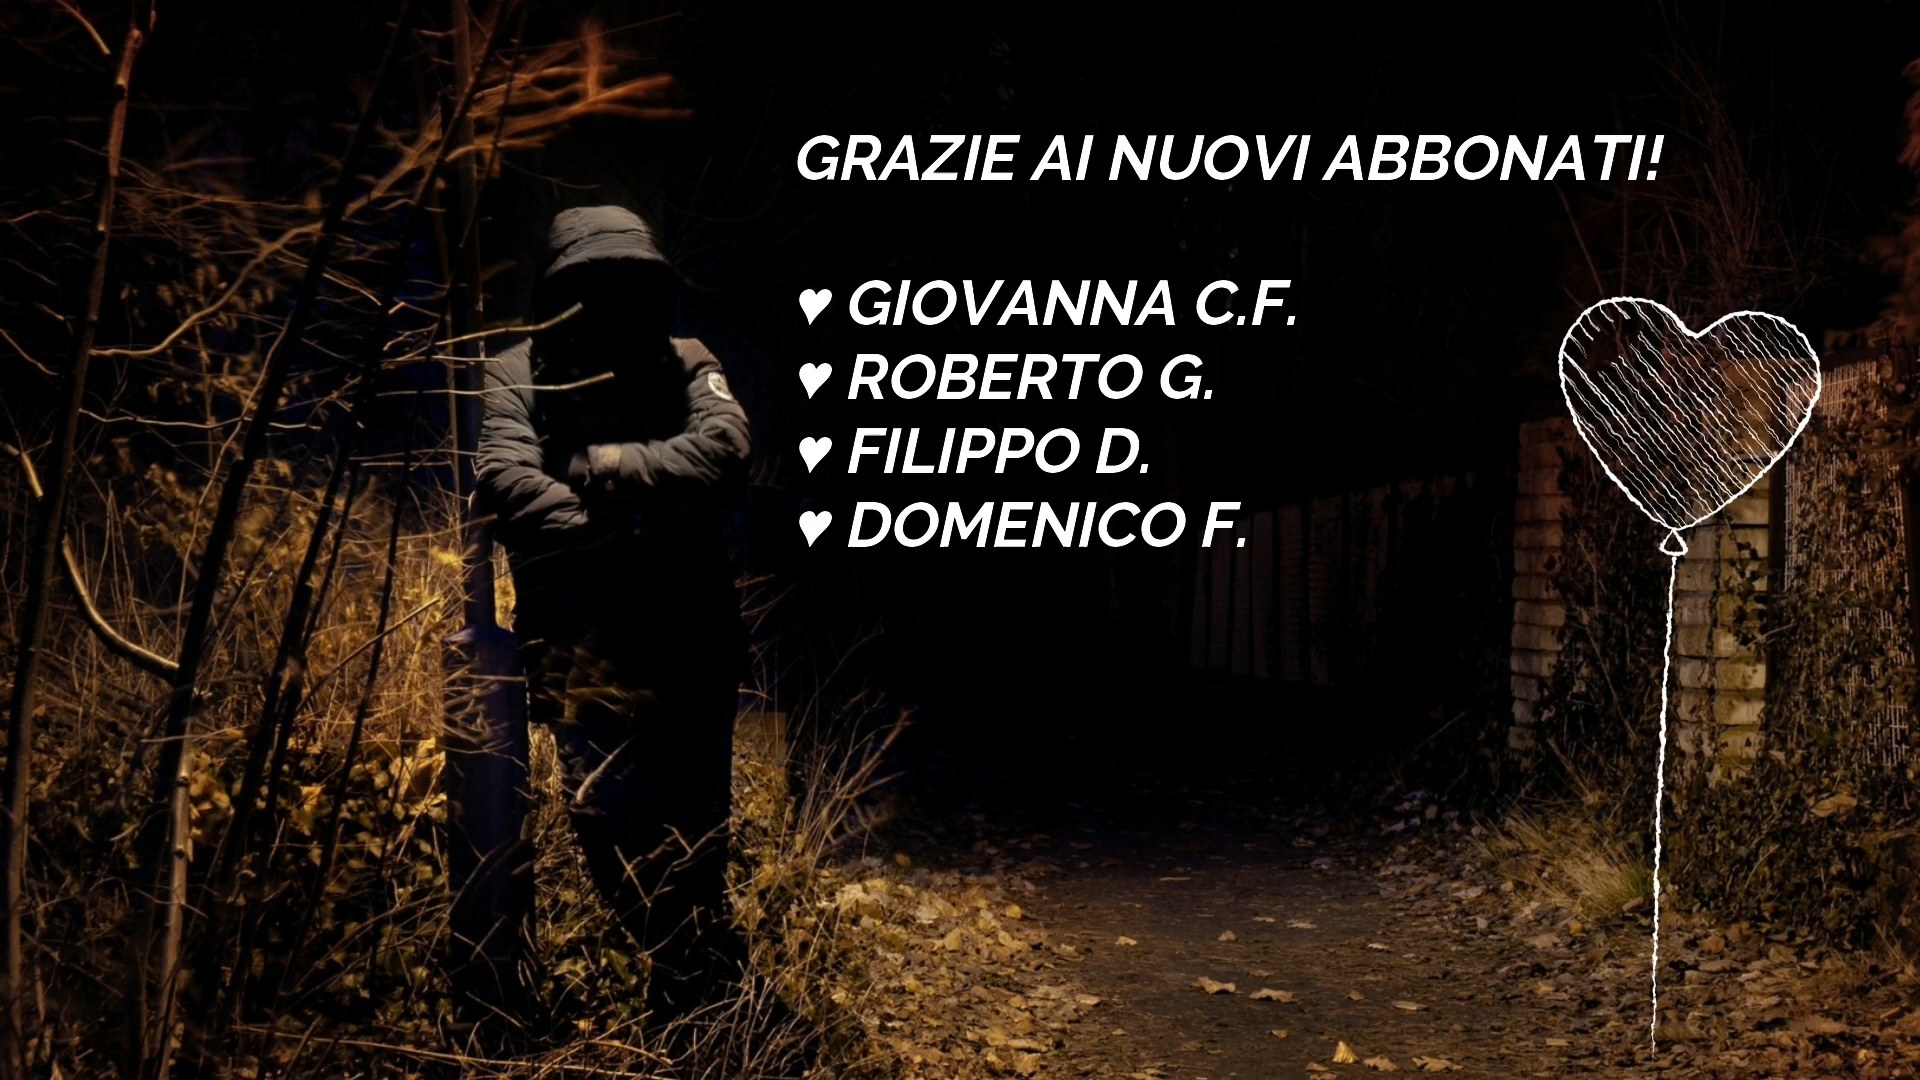 GRAZIE AI NUOVI ABBONATI!
♥ GIOVANNA C.F.
♥ ROBERTO G.
♥ FILIPPO D.
♥ DOMENICO F.